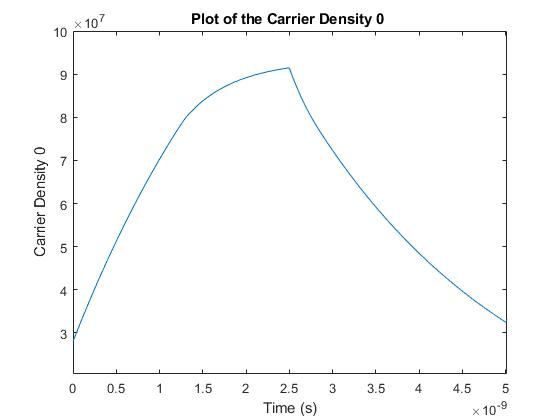 Plot of the Carrier Density 0
×10^7
10
9
8
7
6
5
4
3
Carrier Density 0
0 0.5 1 1.5 2 2.5 3 3.5 4 4.5 5
Time (s)
×10^-9